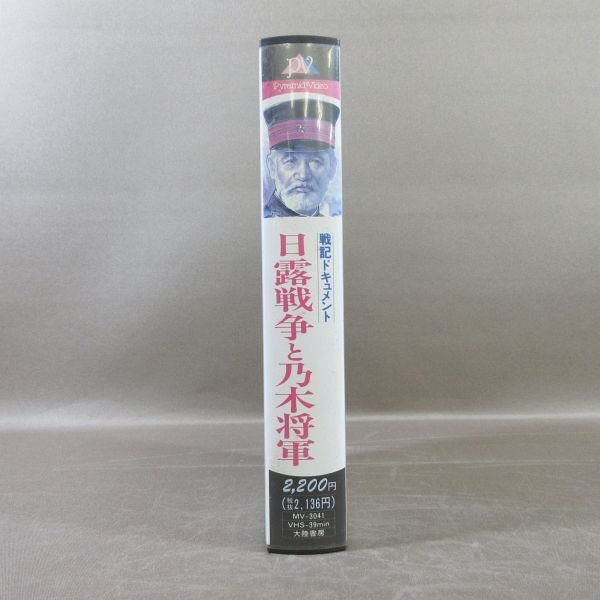 pv
Pyramid Video
戦記ドキュメント
日露戦争と乃木将軍
2,200円
(税抜2,136円)
MV-3041
VHS-39min
大陸書房